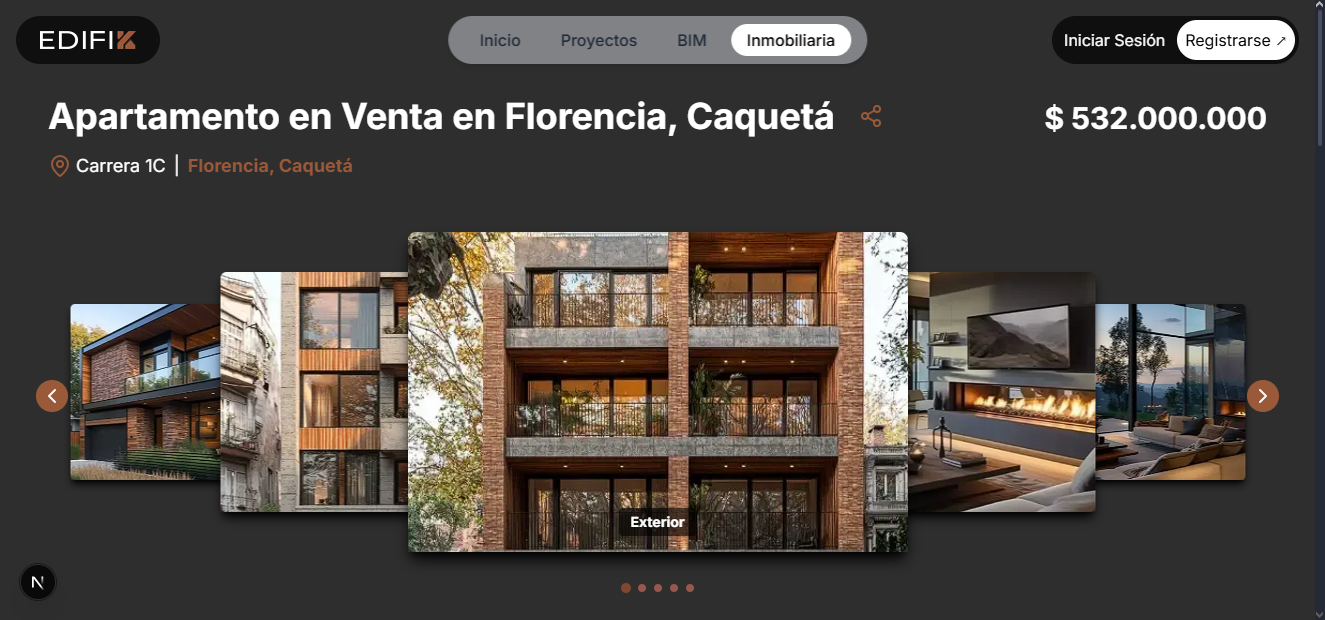 EDIFIK
Inicio Proyectos BIM Inmobiliaria
Iniciar Sesión Registrarse ↗
Apartamento en Venta en Florencia, Caquetá
$ 532.000.000
Carrera 1C | Florencia, Caquetá
Exterior
N